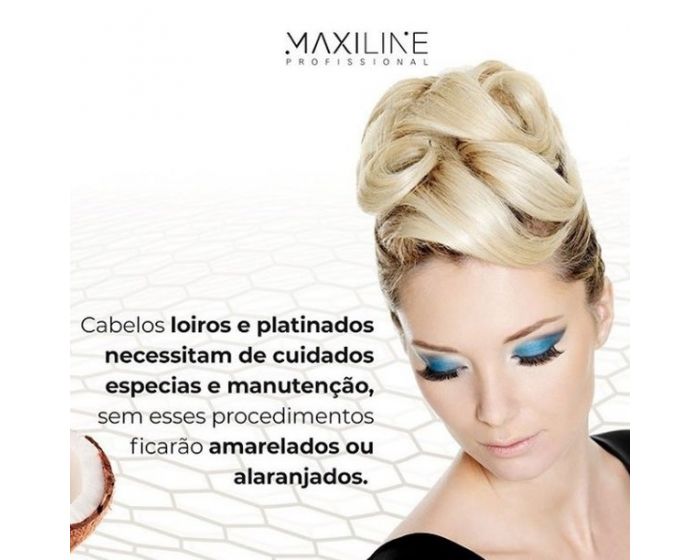 MAXILINE
PROFISSIONAL
Cabelos loiros e platinados
necessitam de cuidados
especias e manutenção,
sem esses procedimentos
ficarão amarelados ou
alaranjados.